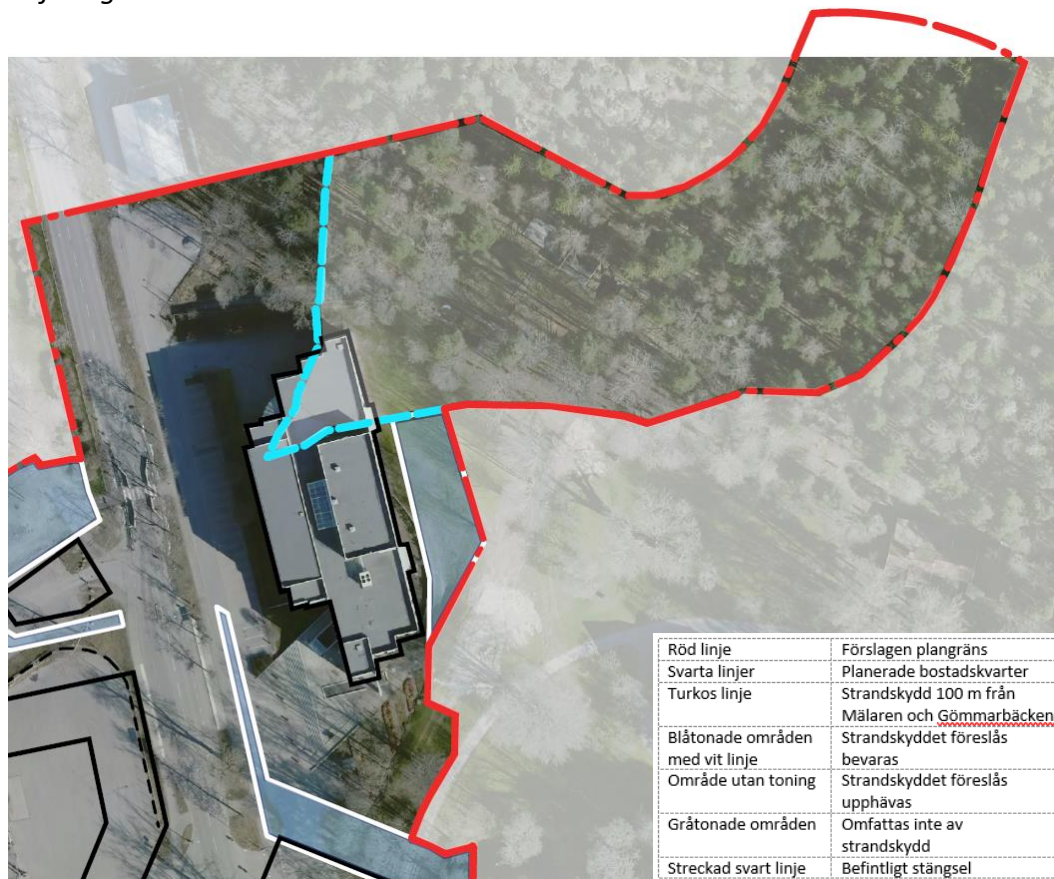 Röd linje Förslagen plangräns
Svarta linjer Planerade bostadskvarter
Turkos linje Strandskydd 100 m från
Mälaren och Gömmarbäcken
Blåtonade områden Strandskyddet föreslås
med vit linje bevaras
Område utan toning Strandskyddet föreslås
upphävas
Gråtonade områden Omfattas inte av
strandskydd
Streckad svart linje Befintligt stängsel